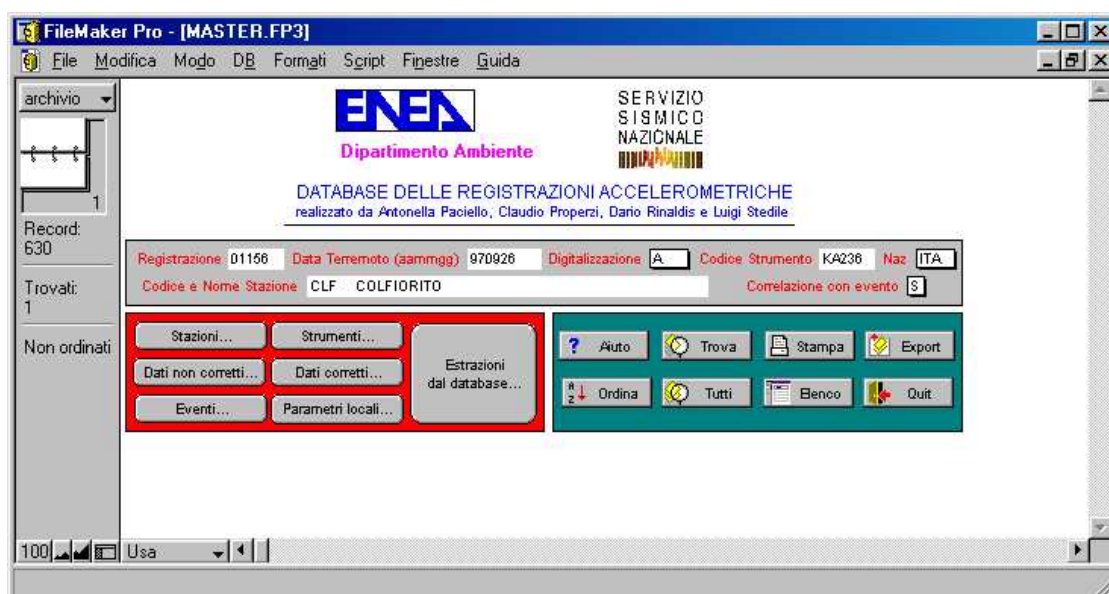 FileMaker Pro - [MASTER.FP3]
File Modifica Modo DB Formati Script Finestre Guida
archivio
1
Record:
630
Trovati:
1
Non ordinati
ENEA
Dipartimento Ambiente
SERVIZIO
SISMICO
NAZIONALE
DATABASE DELLE REGISTRAZIONI ACCELEROMETRICHE
realizzato da Antonella Paciello, Claudio Properzi, Dario Rinaldis e Luigi Stedile
Registrazione 01156 Data Terremoto (aammgg) 970926 Digitalizzazione A Codice Strumento KA236 Naz ITA
Codice e Nome Stazione CLF COLFIORITO Correlazione con evento S
Stazioni... Strumenti...
Dati non corretti... Dati corretti...
Eventi... Parametri locali...
Estrazioni
dal database...
? Aiuto Trova Stampa Export
A Z Ordina Tutti Elenco Quit
100 Usa